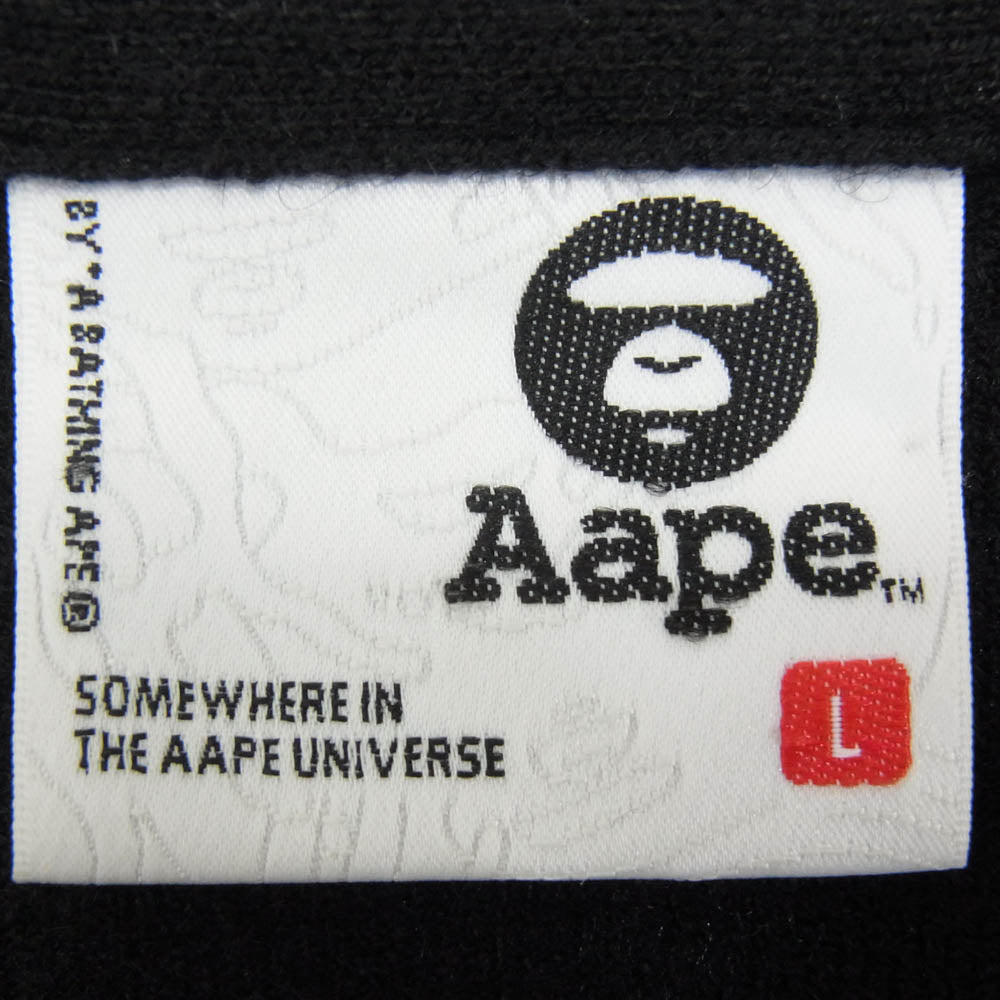 BY*A BATHING APE®
Aape™
SOMEWHERE IN
THE AAPE UNIVERSE
L